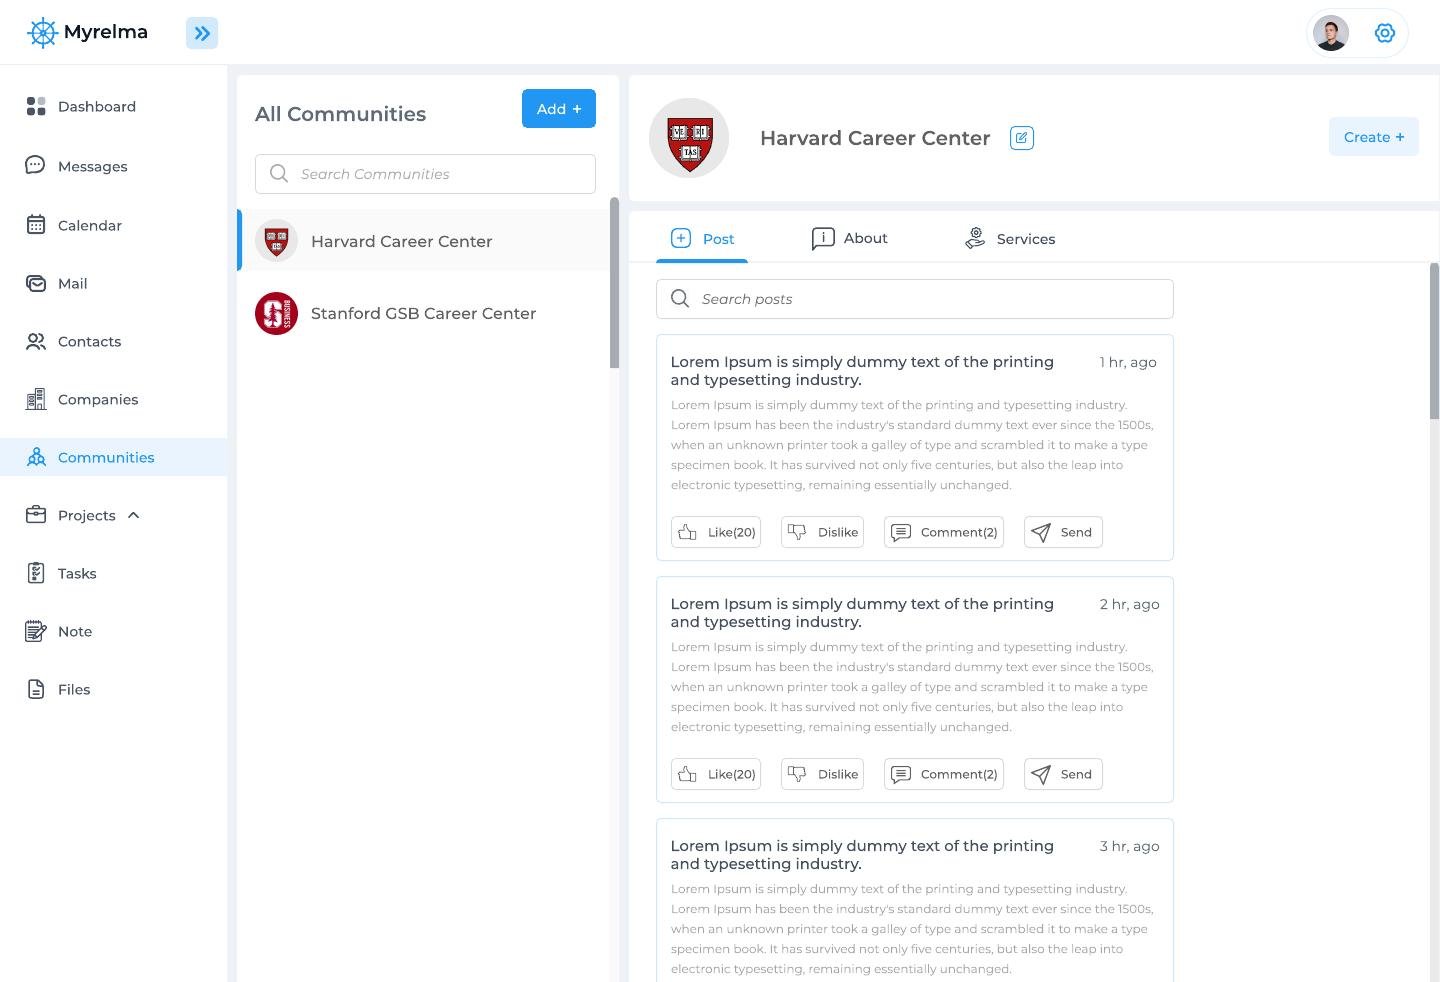 Myrelma
Dashboard
Messages
Calendar
Mail
Contacts
Companies
Communities
Projects
Tasks
Note
Files
All Communities
Add +
Search Communities
Harvard Career Center
Stanford GSB Career Center
BUSINESS
Harvard Career Center
VE RI
TAS
Create +
Post
About
Services
Search posts
Lorem Ipsum is simply dummy text of the printing
and typesetting industry.
1 hr, ago
Lorem Ipsum is simply dummy text of the printing and typesetting industry.
Lorem Ipsum has been the industry's standard dummy text ever since the 1500s,
when an unknown printer took a galley of type and scrambled it to make a type
specimen book. It has survived not only five centuries, but also the leap into
electronic typesetting, remaining essentially unchanged.
Like(20)
Dislike
Comment(2)
Send
Lorem Ipsum is simply dummy text of the printing
and typesetting industry.
2 hr, ago
Lorem Ipsum is simply dummy text of the printing and typesetting industry.
Lorem Ipsum has been the industry's standard dummy text ever since the 1500s,
when an unknown printer took a galley of type and scrambled it to make a type
specimen book. It has survived not only five centuries, but also the leap into
electronic typesetting, remaining essentially unchanged.
Like(20)
Dislike
Comment(2)
Send
Lorem Ipsum is simply dummy text of the printing
and typesetting industry.
3 hr, ago
Lorem Ipsum is simply dummy text of the printing and typesetting industry.
Lorem Ipsum has been the industry's standard dummy text ever since the 1500s,
when an unknown printer took a galley of type and scrambled it to make a type
specimen book. It has survived not only five centuries, but also the leap into
electronic typesetting, remaining essentially unchanged.